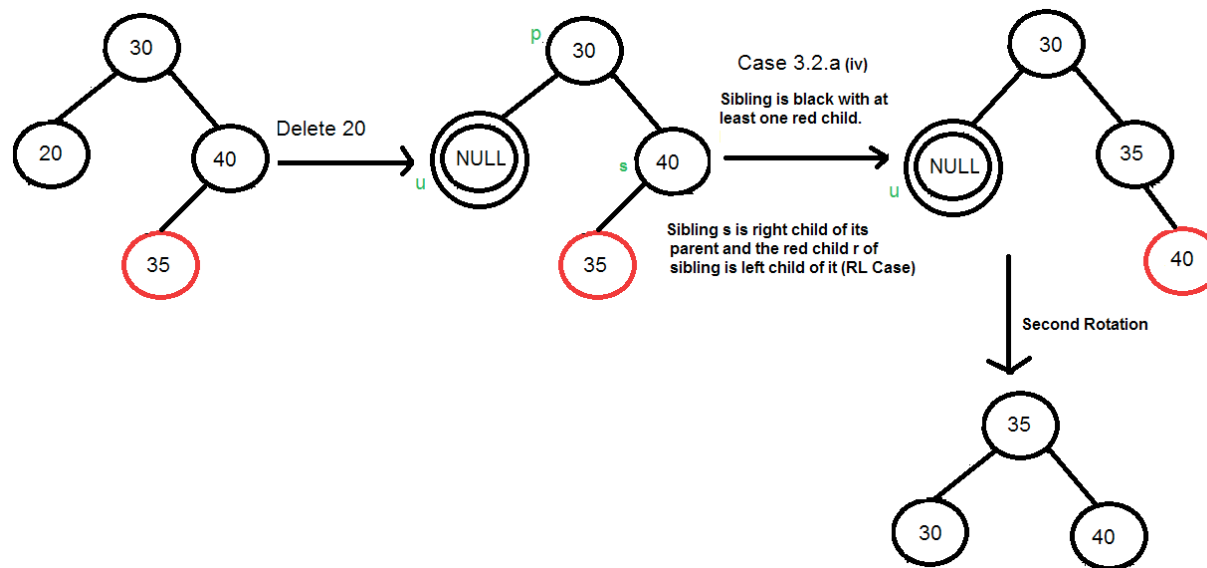 30
20
40
35
Delete 20
p
30
NULL
u
s
40
35
Case 3.2.a (iv)
Sibling is black with at
least one red child.
Sibling s is right child of its
parent and the red child r of
sibling is left child of it (RL Case)
30
NULL
u
35
40
Second Rotation
35
30
40